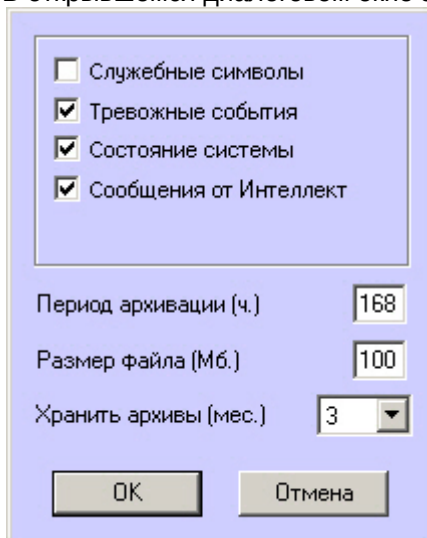 Служебные символы
Тревожные события
Состояние системы
Сообщения от Интеллект
Период архивации (ч.) 168
Размер файла (Мб.) 100
Хранить архивы (мес.) 3
OK Отмена